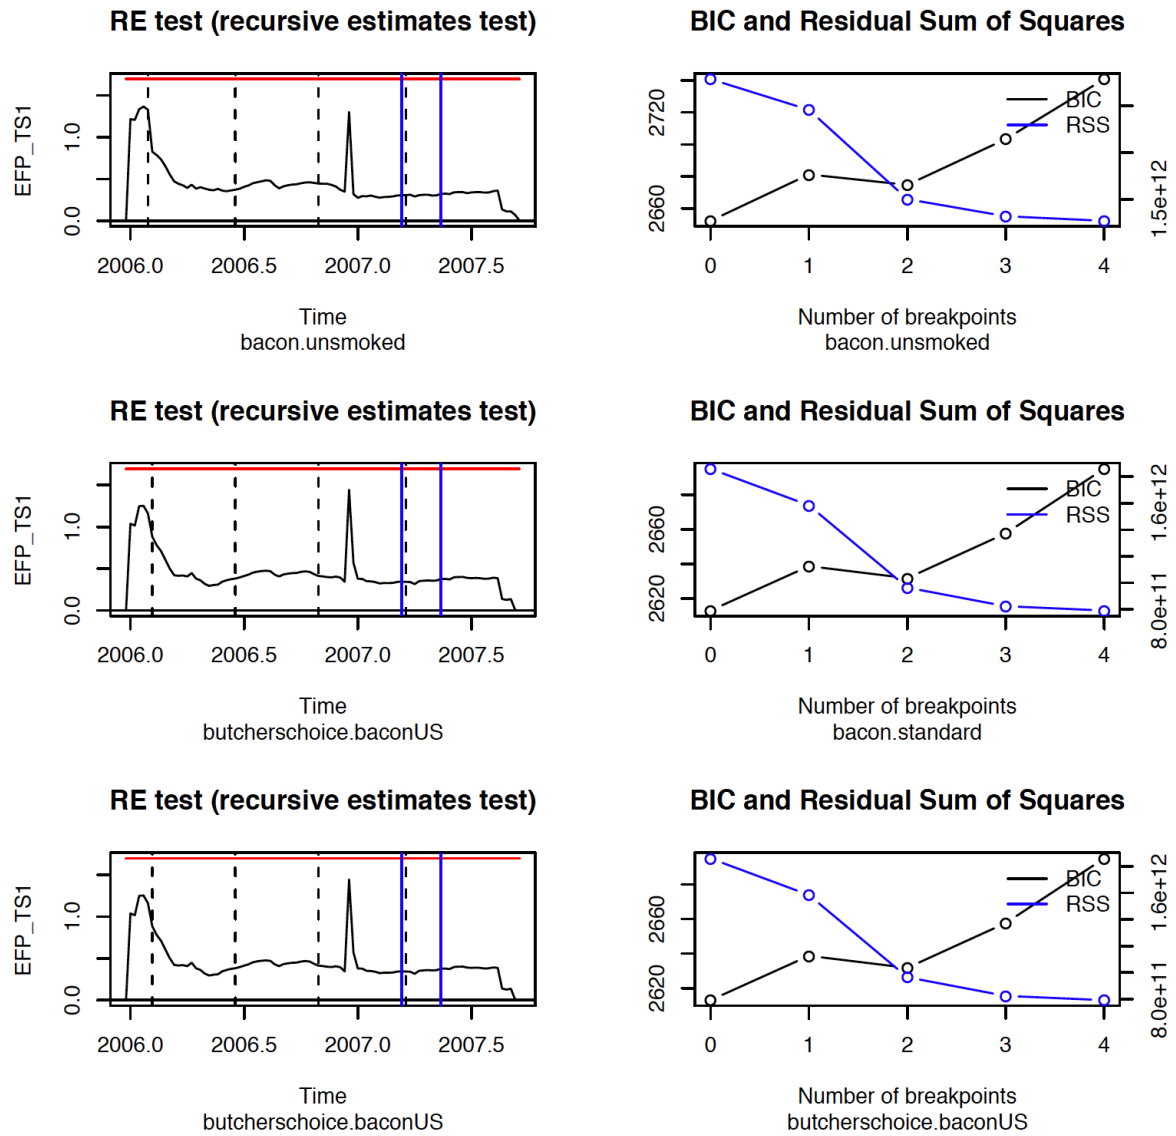 RE test (recursive estimates test)
BIC and Residual Sum of Squares
EFP_TS1
0.0 1.0
2006.0 2006.5 2007.0 2007.5
Time
bacon.unsmoked
2660 2720
BIC
RSS
1.5e+12
0 1 2 3 4
Number of breakpoints
bacon.unsmoked
RE test (recursive estimates test)
BIC and Residual Sum of Squares
EFP_TS1
0.0 1.0
2006.0 2006.5 2007.0 2007.5
Time
butcherschoice.baconUS
2620 2660
BIC
RSS
8.0e+11 1.6e+12
0 1 2 3 4
Number of breakpoints
bacon.standard
RE test (recursive estimates test)
BIC and Residual Sum of Squares
EFP_TS1
0.0 1.0
2006.0 2006.5 2007.0 2007.5
Time
butcherschoice.baconUS
2620 2660
BIC
RSS
8.0e+11 1.6e+12
0 1 2 3 4
Number of breakpoints
butcherschoice.baconUS